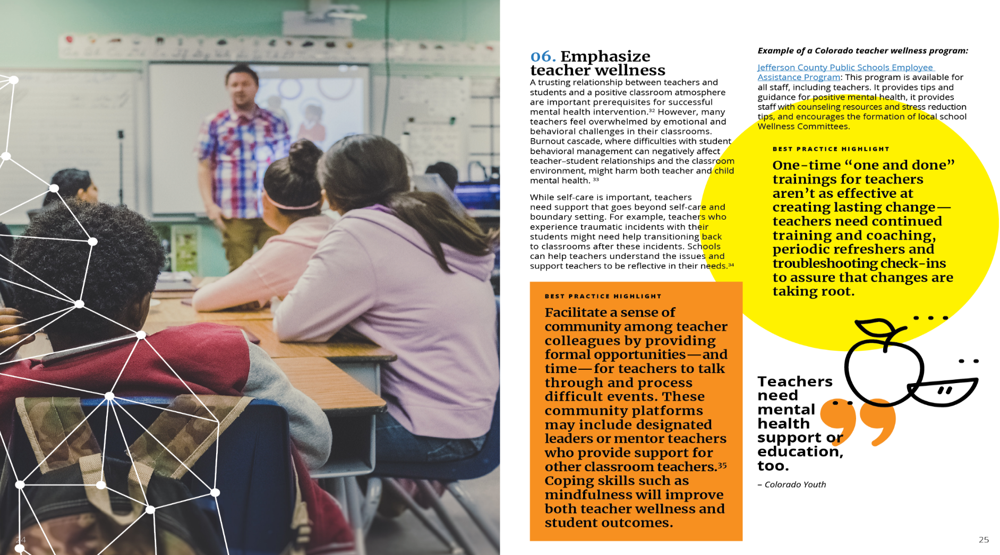 06. Emphasize
teacher wellness
A trusting relationship between teachers and
students and a positive classroom atmosphere
are important prerequisites for successful
mental health intervention.³² However, many
teachers feel overwhelmed by emotional and
behavioral challenges in their classrooms.
Burnout cascade, where difficulties with student
behavioral management can negatively affect
teacher–student relationships and the classroom
environment, might harm both teacher and child
mental health. ³³
While self-care is important, teachers
need support that goes beyond self-care and
boundary setting. For example, teachers who
experience traumatic incidents with their
students might need help transitioning back
to classrooms after these incidents. Schools
can help teachers understand the issues and
support teachers to be reflective in their needs.³⁴
BEST PRACTICE HIGHLIGHT
Facilitate a sense of
community among teacher
colleagues by providing
formal opportunities—and
time—for teachers to talk
through and process
difficult events. These
community platforms
may include designated
leaders or mentor teachers
who provide support for
other classroom teachers.³⁵
Coping skills such as
mindfulness will improve
both teacher wellness and
student outcomes.
Example of a Colorado teacher wellness program:
Jefferson County Public Schools Employee
Assistance Program: This program is available for
all staff, including teachers. It provides tips and
guidance for positive mental health, it provides
staff with counseling resources and stress reduction
tips, and encourages the formation of local school
Wellness Committees.
BEST PRACTICE HIGHLIGHT
One-time “one and done”
trainings for teachers
aren’t as effective at
creating lasting change—
teachers need continued
training and coaching,
periodic refreshers and
troubleshooting check-ins
to assure that changes are
taking root.
Teachers
need
mental
health
support or
education,
too.
– Colorado Youth
24
25